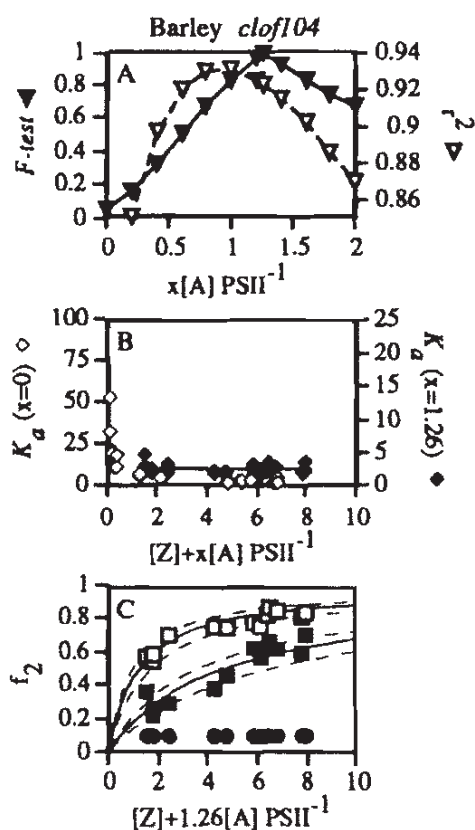 Barley clof104
A
F-test ▼
1
0.8
0.6
0.4
0.2
0
0.94
0.92
0.9
0.88
0.86
r² ▽
0 0.5 1 1.5 2
x[A] PSII⁻¹
B
Kₐ (x=0) ◇
100
75
50
25
0
25
20
15
10
5
0
Kₐ (x=1.26) ◆
0 2 4 6 8 10
[Z]+x[A] PSII⁻¹
C
f₂
1
0.8
0.6
0.4
0.2
0
0 2 4 6 8 10
[Z]+1.26[A] PSII⁻¹